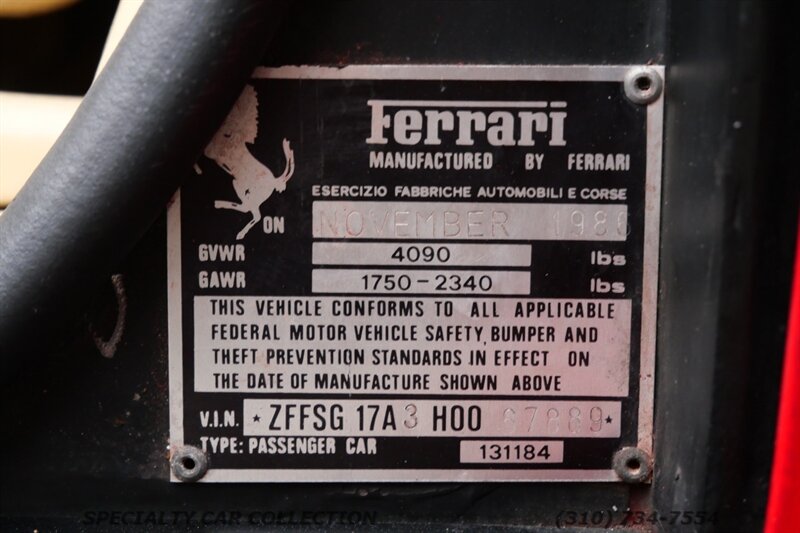 Ferrari
MANUFACTURED BY FERRARI
ESERCIZIO FABBRICHE AUTOMOBILI E CORSE
ON NOVEMBER 1986
GVWR 4090 lbs
GAWR 1750-2340 lbs
THIS VEHICLE CONFORMS TO ALL APPLICABLE
FEDERAL MOTOR VEHICLE SAFETY, BUMPER AND
THEFT PREVENTION STANDARDS IN EFFECT ON
THE DATE OF MANUFACTURE SHOWN ABOVE
V.I.N. * ZFFSG 17A3 H00 67889 *
TYPE: PASSENGER CAR 131184
SPECIALTY CAR COLLECTION (310) 734-7554